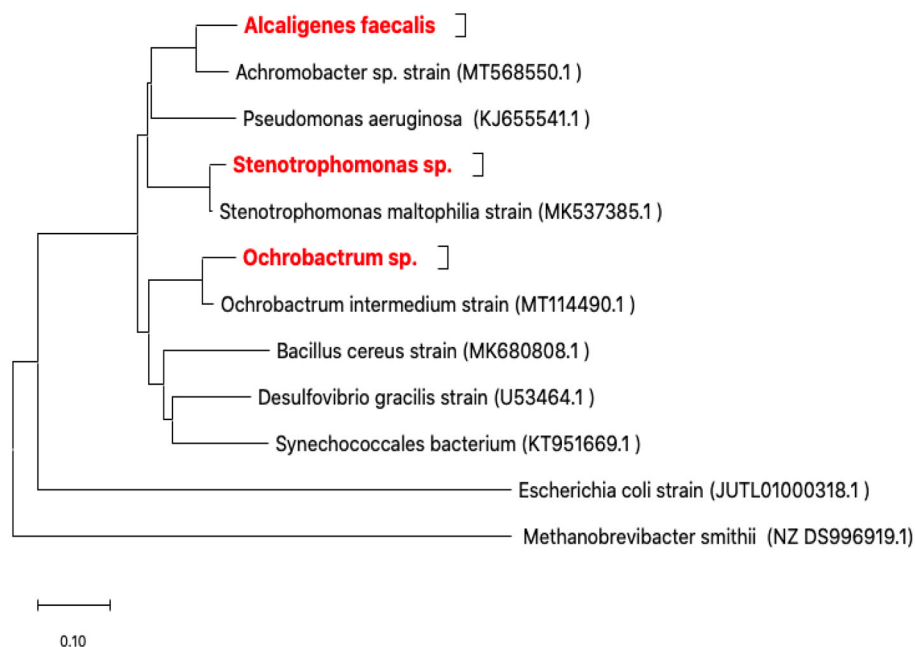 Alcaligenes faecalis
Achromobacter sp. strain (MT568550.1 )
Pseudomonas aeruginosa (KJ655541.1 )
Stenotrophomonas sp.
Stenotrophomonas maltophilia strain (MK537385.1 )
Ochrobactrum sp.
Ochrobactrum intermedium strain (MT114490.1 )
Bacillus cereus strain (MK680808.1 )
Desulfovibrio gracilis strain (U53464.1 )
Synechococcales bacterium (KT951669.1 )
Escherichia coli strain (JUTL01000318.1 )
Methanobrevibacter smithii (NZ DS996919.1)
0.10